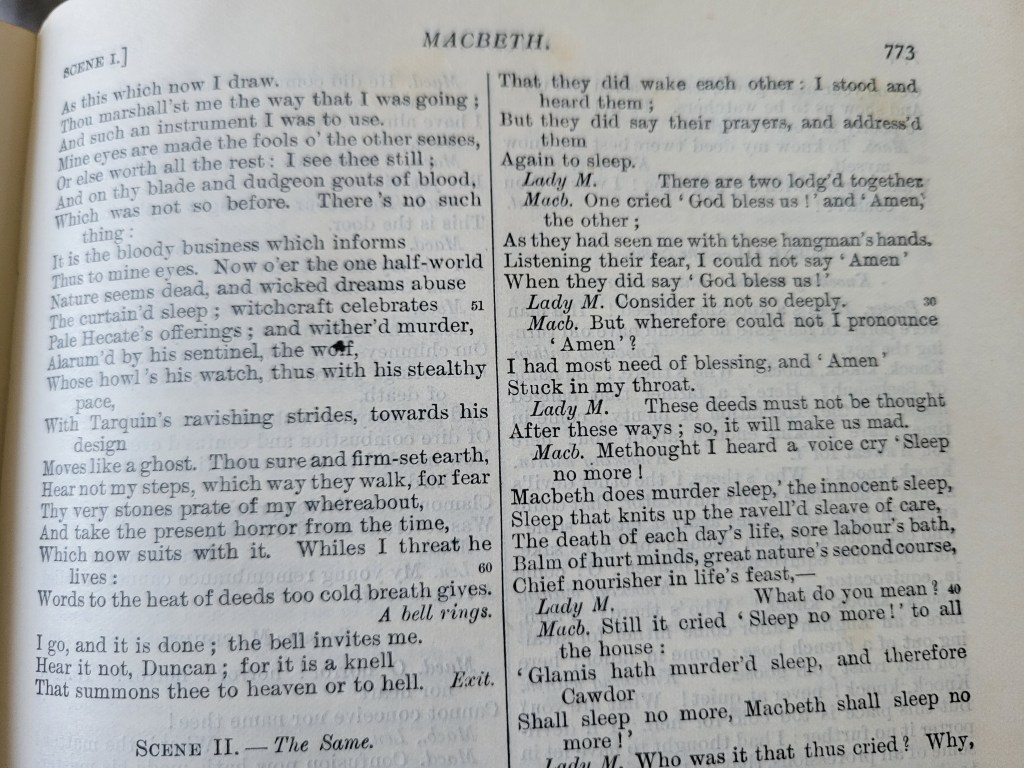 SCENE I.]
MACBETH.
773
As this which now I draw.
Thou marshall'st me the way that I was going;
And such an instrument I was to use.
Mine eyes are made the fools o' the other senses,
Or else worth all the rest: I see thee still;
And on thy blade and dudgeon gouts of blood,
Which was not so before. There's no such
thing:
It is the bloody business which informs
Thus to mine eyes. Now o'er the one half-world
Nature seems dead, and wicked dreams abuse
The curtain'd sleep; witchcraft celebrates 51
Pale Hecate's offerings; and wither'd murder,
Alarum'd by his sentinel, the wolf,
Whose howl's his watch, thus with his stealthy
pace,
With Tarquin's ravishing strides, towards his
design
Moves like a ghost. Thou sure and firm-set earth,
Hear not my steps, which way they walk, for fear
Thy very stones prate of my whereabout,
And take the present horror from the time,
Which now suits with it. Whiles I threat he
lives: 60
Words to the heat of deeds too cold breath gives.
A bell rings.
I go, and it is done; the bell invites me.
Hear it not, Duncan; for it is a knell
That summons thee to heaven or to hell. Exit.
SCENE II. — The Same.
That they did wake each other: I stood and
heard them;
But they did say their prayers, and address'd
them
Again to sleep.
Lady M. There are two lodg'd together.
Macb. One cried 'God bless us!' and 'Amen,'
the other;
As they had seen me with these hangman's hands.
Listening their fear, I could not say 'Amen'
When they did say 'God bless us!'
Lady M. Consider it not so deeply. 30
Macb. But wherefore could not I pronounce
'Amen'?
I had most need of blessing, and 'Amen'
Stuck in my throat.
Lady M. These deeds must not be thought
After these ways; so, it will make us mad.
Macb. Methought I heard a voice cry 'Sleep
no more!
Macbeth does murder sleep,' the innocent sleep,
Sleep that knits up the ravell'd sleave of care,
The death of each day's life, sore labour's bath,
Balm of hurt minds, great nature's second course,
Chief nourisher in life's feast,—
Lady M. What do you mean? 40
Macb. Still it cried 'Sleep no more!' to all
the house:
'Glamis hath murder'd sleep, and therefore
Cawdor
Shall sleep no more, Macbeth shall sleep no
more!'
Lady M. Who was it that thus cried? Why,